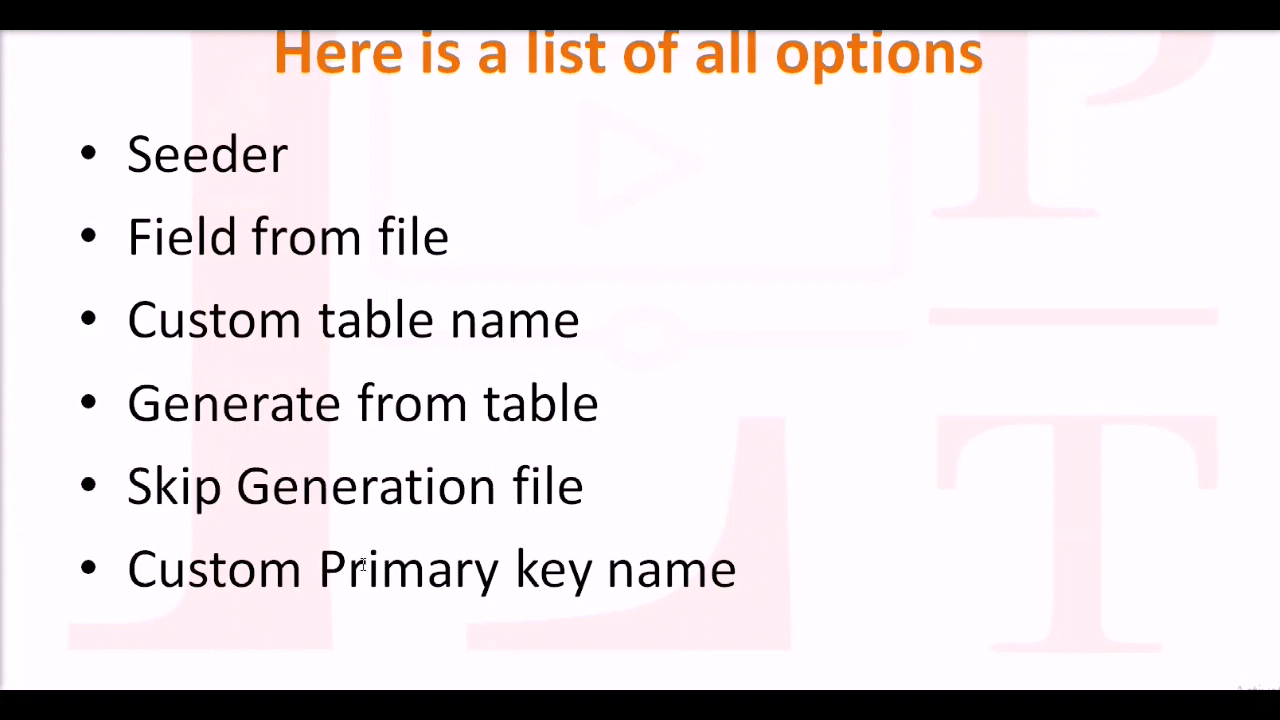 Here is a list of all options
• Seeder
• Field from file
• Custom table name
• Generate from table
• Skip Generation file
• Custom Primary key name